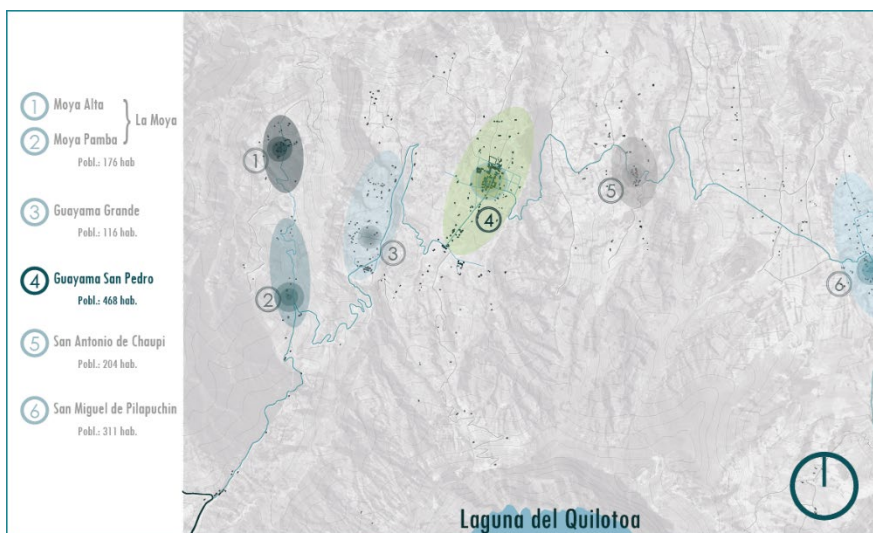 1 Moya Alta
La Moya
2 Moya Pamba
Pobl.: 176 hab
3 Guayama Grande
Pobl.: 116 hab.
4 Guayama San Pedro
Pobl.: 468 hab.
5 San Antonio de Chaupi
Pobl.: 204 hab.
6 San Miguel de Pilapuchin
Pobl.: 311 hab.
1
2
3
4
5
6
Laguna del Quilotoa